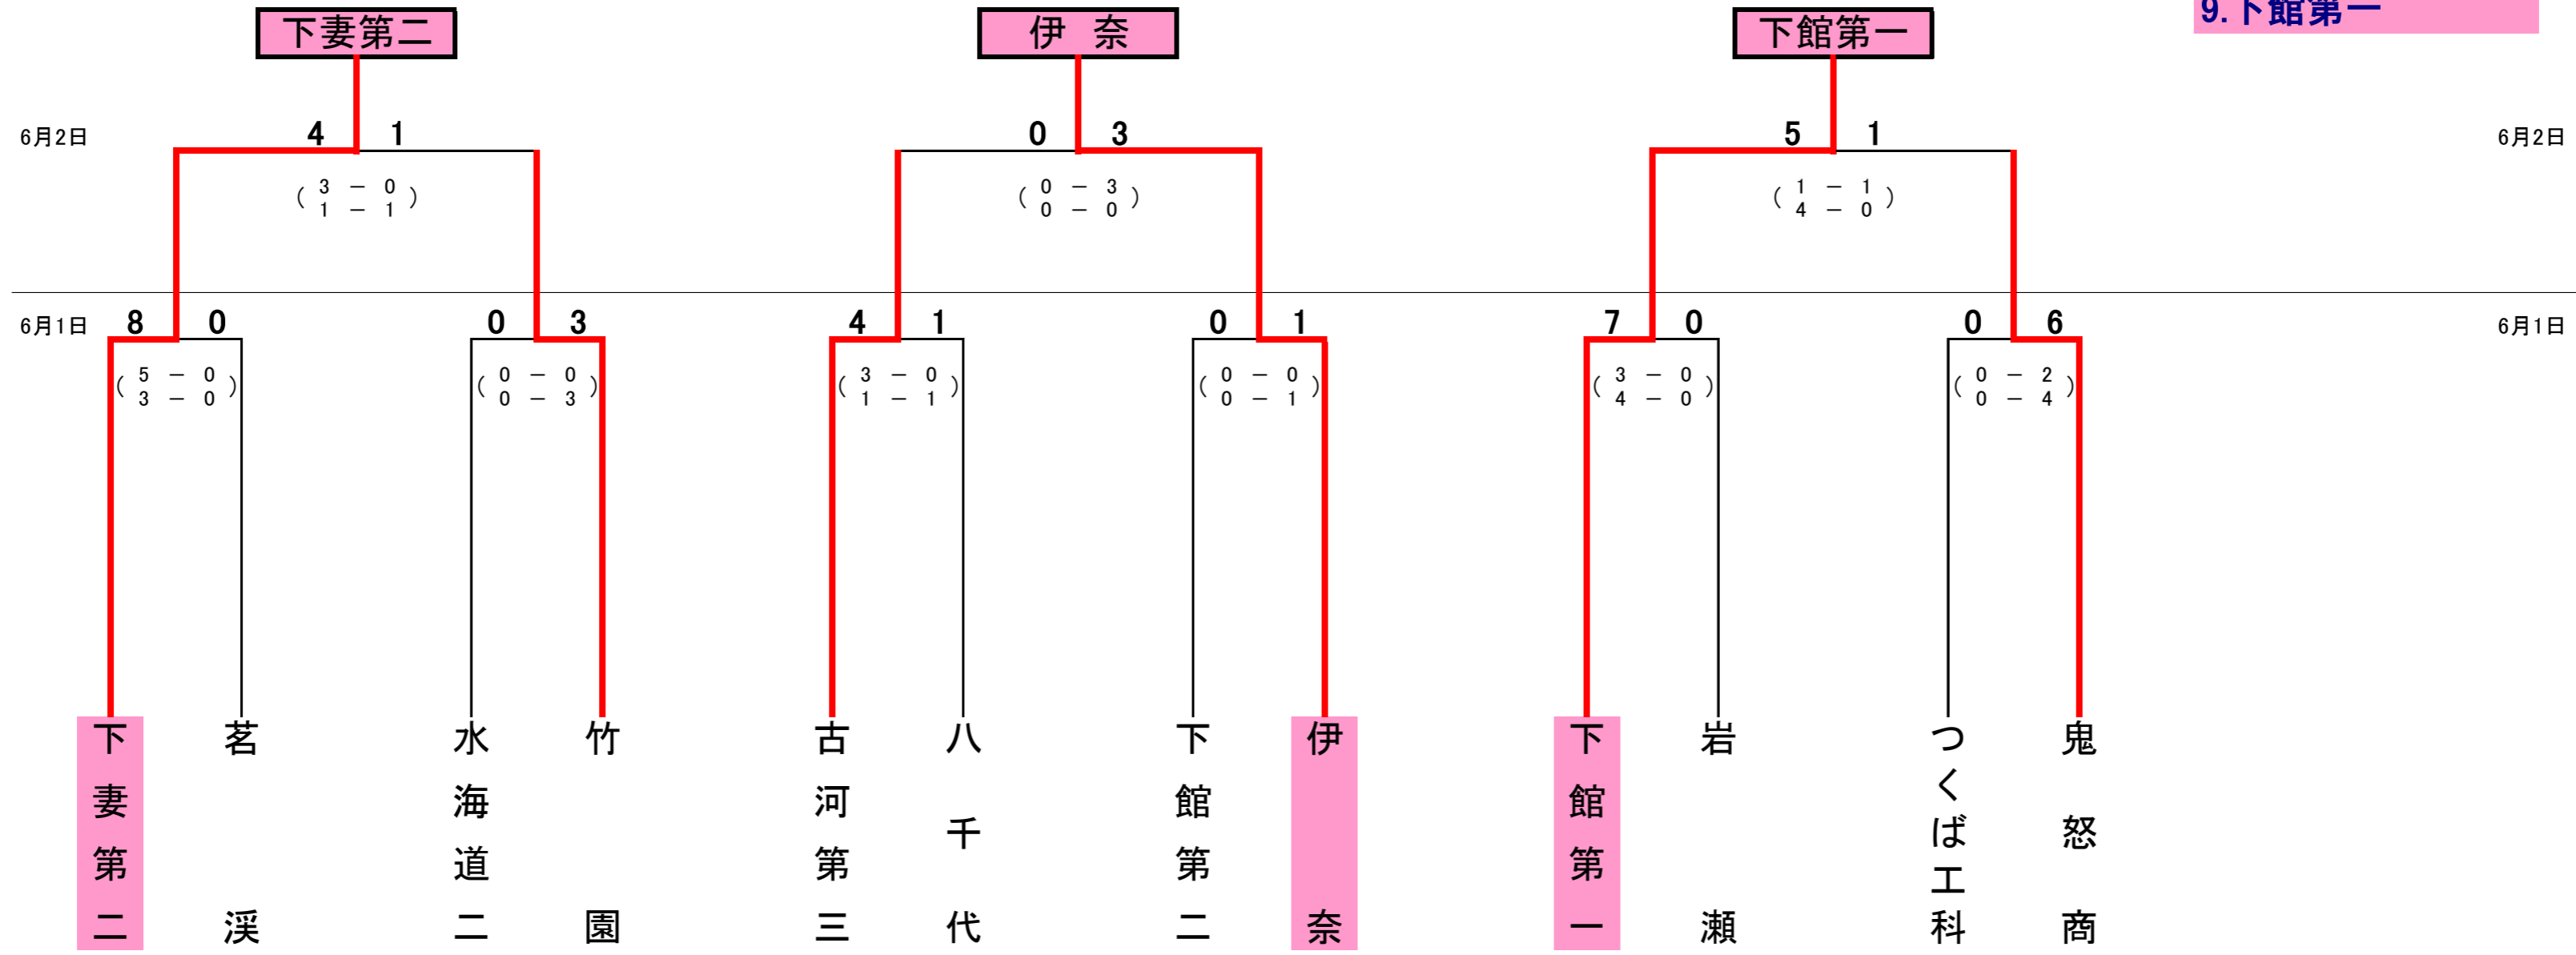 9.下館第一
下妻第二
伊 奈
下館第一
6月2日
4 1
0 3
5 1
6月2日
( 3 － 0 )
( 1 － 1 )
( 0 － 3 )
( 0 － 0 )
( 1 － 1 )
( 4 － 0 )
6月1日
8 0
0 3
4 1
0 1
7 0
0 6
6月1日
( 5 － 0 )
( 3 － 0 )
( 0 － 0 )
( 0 － 3 )
( 3 － 0 )
( 1 － 1 )
( 0 － 0 )
( 0 － 1 )
( 3 － 0 )
( 4 － 0 )
( 0 － 2 )
( 0 － 4 )
下妻第二
茗溪
水海道二
竹園
古河第三
八千代
下館第二
伊奈
下館第一
岩瀬
つくば工科
鬼怒商